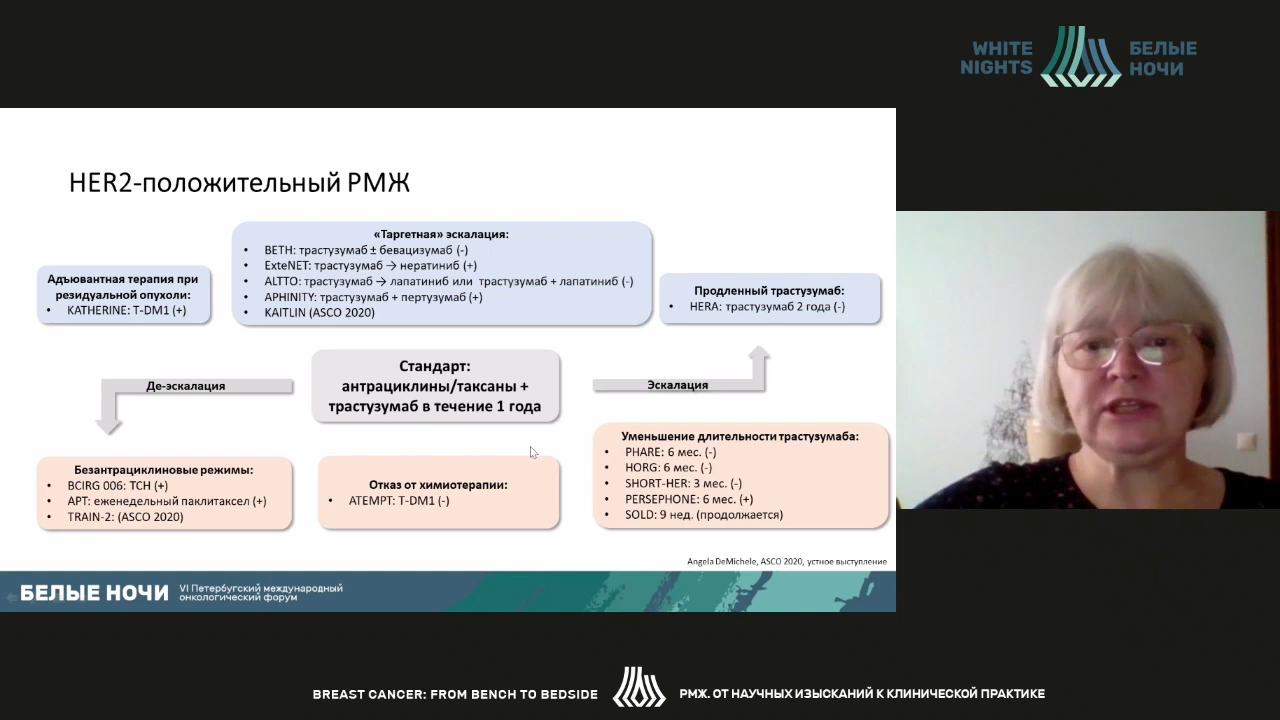 WHITE
NIGHTS
БЕЛЫЕ
НОЧИ
HER2-положительный РМЖ
«Таргетная» эскалация:
• BETH: трастузумаб ± бевацизумаб (-)
• ExteNET: трастузумаб → нератиниб (+)
• ALTTO: трастузумаб → лапатиниб или трастузумаб + лапатиниб (-)
• APHINITY: трастузумаб + пертузумаб (+)
• KAITLIN (ASCO 2020)
Адъювантная терапия при
резидуальной опухоли:
• KATHERINE: T-DM1 (+)
Продленный трастузумаб:
• HERA: трастузумаб 2 года (-)
Де-эскалация
Стандарт:
антрациклины/таксаны +
трастузумаб в течение 1 года
Эскалация
Безантрациклиновые режимы:
• BCIRG 006: TCH (+)
• APT: еженедельный паклитаксел (+)
• TRAIN-2: (ASCO 2020)
Отказ от химиотерапии:
• ATEMPT: T-DM1 (-)
Уменьшение длительности трастузумаба:
• PHARE: 6 мес. (-)
• HORG: 6 мес. (-)
• SHORT-HER: 3 мес. (-)
• PERSEPHONE: 6 мес. (+)
• SOLD: 9 нед. (продолжается)
Angela DeMichele, ASCO 2020, устное выступление
БЕЛЫЕ НОЧИ
VI Петербугский международный
онкологический форум
BREAST CANCER: FROM BENCH TO BEDSIDE
РМЖ. ОТ НАУЧНЫХ ИЗЫСКАНИЙ К КЛИНИЧЕСКОЙ ПРАКТИКЕ